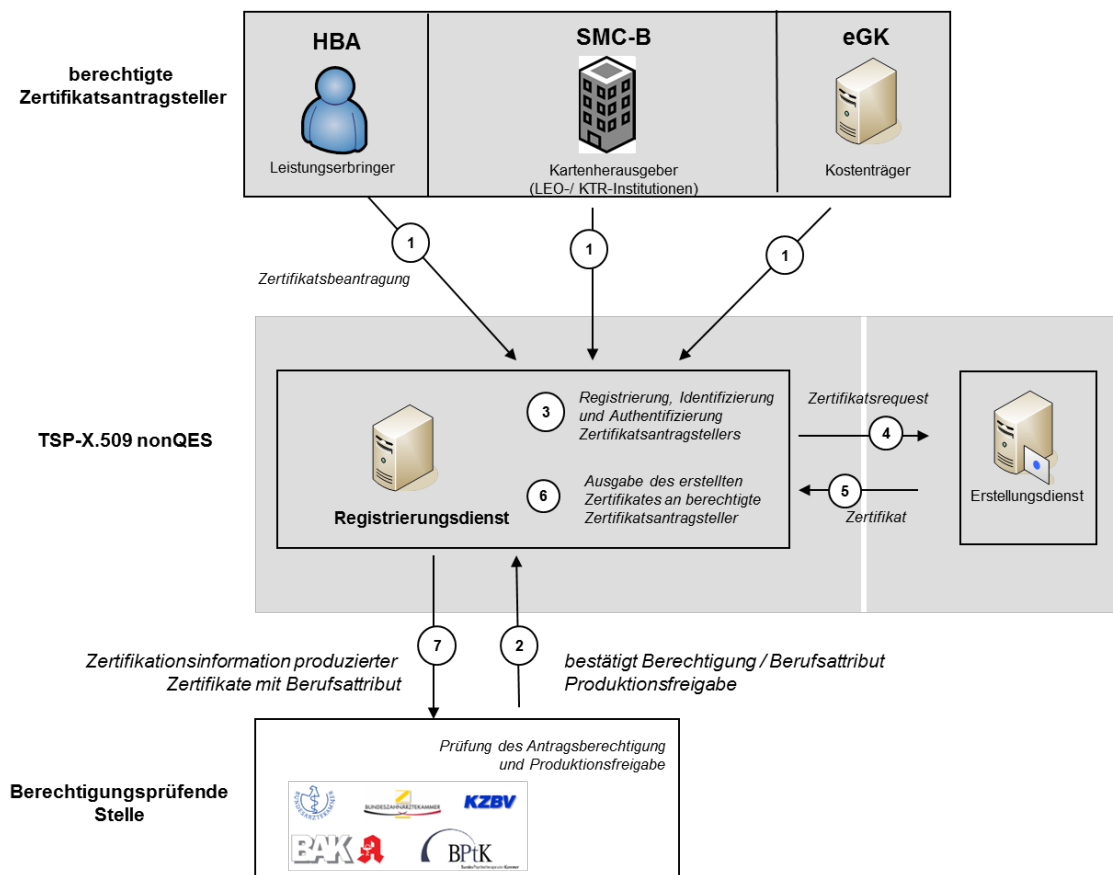 HBA
SMC-B
eGK
berechtigte
Zertifikatsantragsteller
Leistungserbringer
Kartenherausgeber
(LEO-/ KTR-Institutionen)
Kostenträger
1
1
1
Zertifikatsbeantragung
TSP-X.509 nonQES
Registrierungsdienst
3
Registrierung, Identifizierung
und Authentifizierung
Zertifikatsantragstellers
6
Ausgabe des erstellten
Zertifikates an berechtigte
Zertifikatsantragsteller
Zertifikatsrequest
4
5
Zertifikat
Erstellungsdienst
7
2
Zertifikationsinformation produzierter
Zertifikate mit Berufsattribut
bestätigt Berechtigung / Berufsattribut
Produktionsfreigabe
Berechtigungsprüfende
Stelle
Prüfung des Antragsberechtigung
und Produktionsfreigabe
BUNDESÄRZTEKAMMER
BUNDESZAHNÄRZTEKAMMER
KZBV
BAK
BPtK
BundesPsychotherapeutenKammer